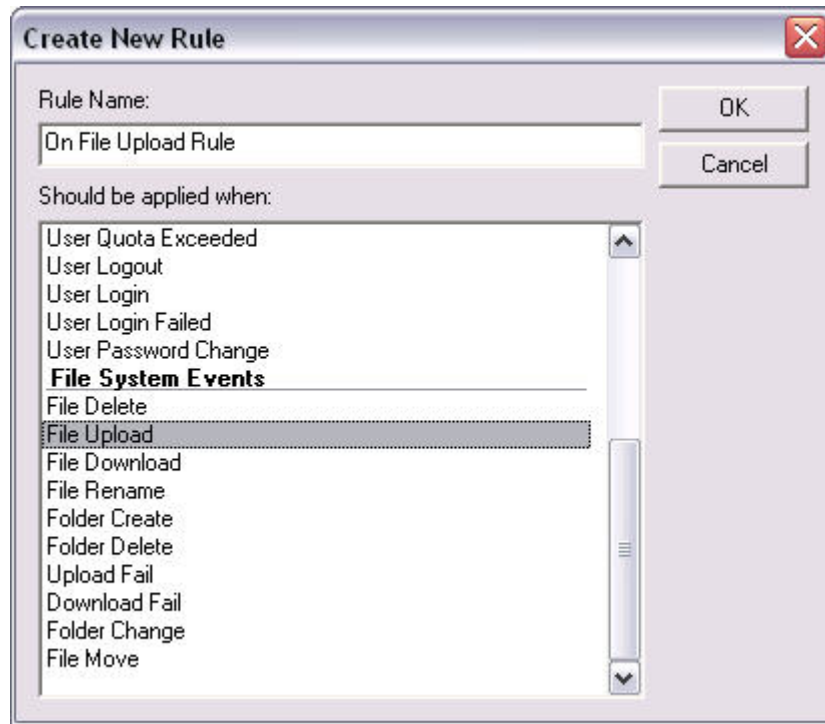 Create New Rule
Rule Name:
OK
On File Upload Rule
Cancel
Should be applied when:
User Quota Exceeded
User Logout
User Login
User Login Failed
User Password Change
File System Events
File Delete
File Upload
File Download
File Rename
Folder Create
Folder Delete
Upload Fail
Download Fail
Folder Change
File Move